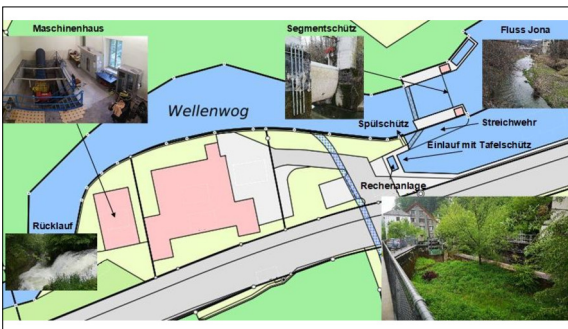 Maschinenhaus
Segmentschütz
Fluss Jona
Wellenwog
Spülschütz
Streichwehr
Einlauf mit Tafelschütz
Rechenanlage
Rücklauf